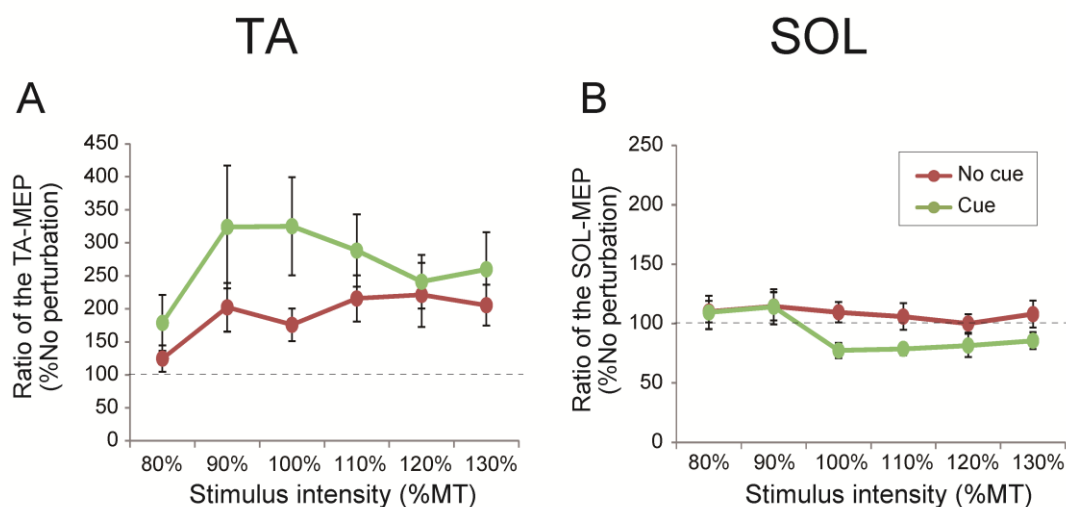 TA
SOL
A
B
Ratio of the TA-MEP
(%No perturbation)
450
400
350
300
250
200
150
100
50
0
80% 90% 100% 110% 120% 130%
Stimulus intensity (%MT)
Ratio of the SOL-MEP
(%No perturbation)
250
200
150
100
50
0
No cue
Cue
80% 90% 100% 110% 120% 130%
Stimulus intensity (%MT)